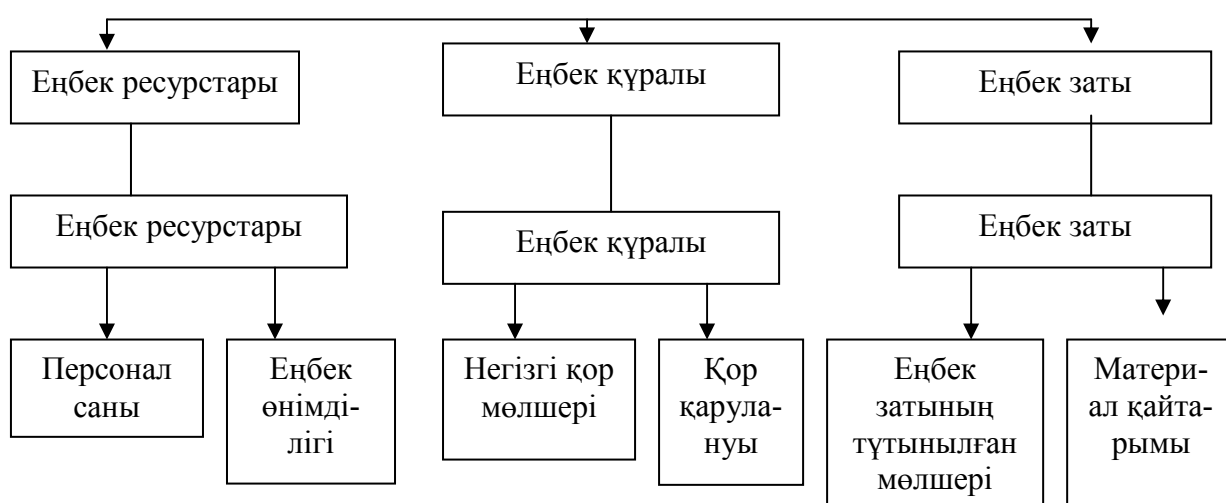 Еңбек ресурстары
Еңбек құралы
Еңбек заты
Еңбек ресурстары
Еңбек құралы
Еңбек заты
Персонал
саны
Еңбек
өнімді-
лігі
Негізгі қор
мөлшері
Қор
қарула-
нуы
Еңбек
затының
тұтынылған
мөлшері
Матери-
ал қайта-
рымы